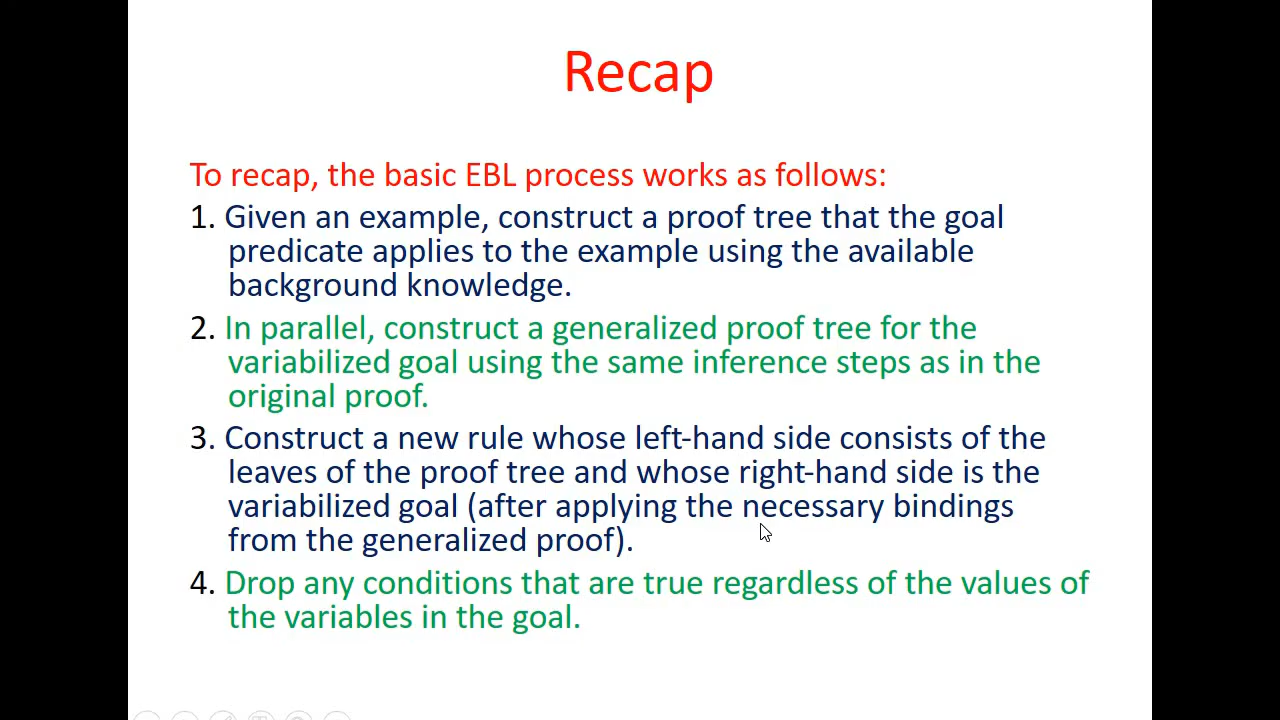 Recap
To recap, the basic EBL process works as follows:
1. Given an example, construct a proof tree that the goal
predicate applies to the example using the available
background knowledge.
2. In parallel, construct a generalized proof tree for the
variabilized goal using the same inference steps as in the
original proof.
3. Construct a new rule whose left-hand side consists of the
leaves of the proof tree and whose right-hand side is the
variabilized goal (after applying the necessary bindings
from the generalized proof).
4. Drop any conditions that are true regardless of the values of
the variables in the goal.